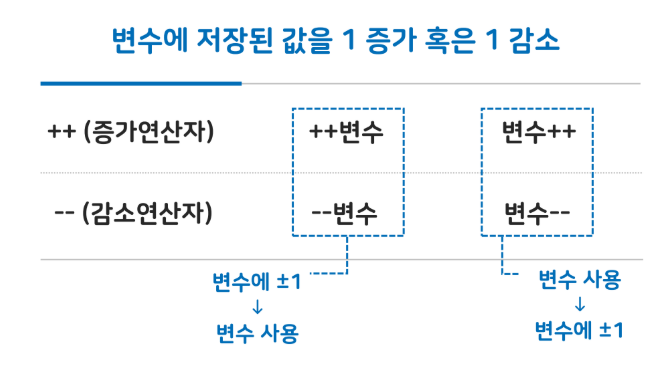 변수에 저장된 값을 1 증가 혹은 1 감소
++ (증가연산자) ++변수 변수++
-- (감소연산자) --변수 변수--
변수에 ±1 변수 사용
↓ ↓
변수 사용 변수에 ±1